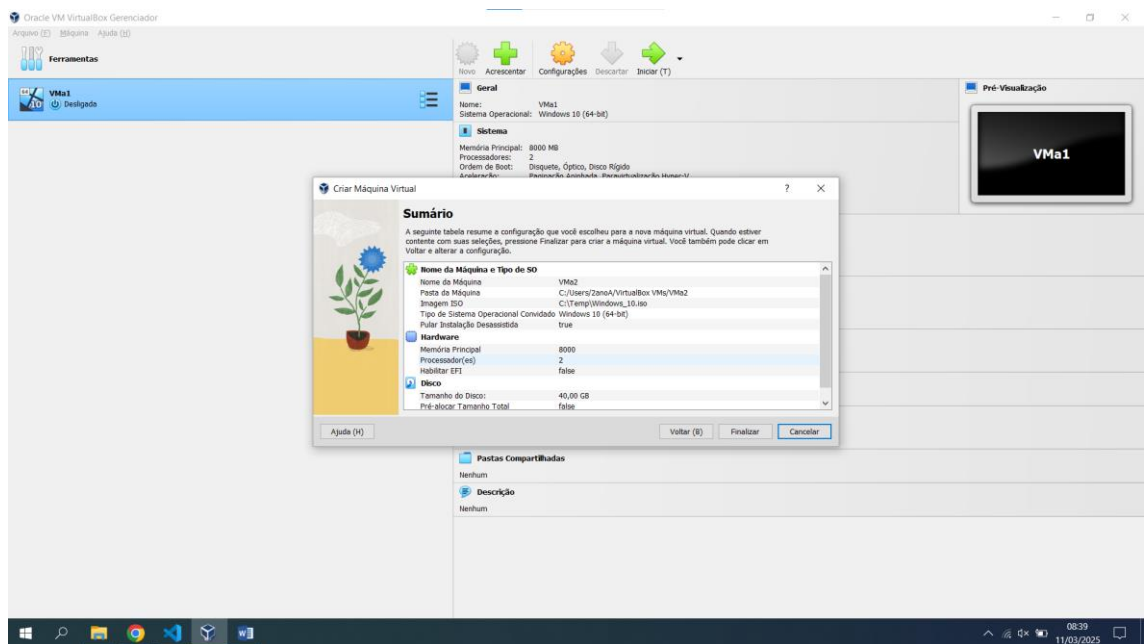 Oracle VM VirtualBox Gerenciador
Arquivo (F) Máquina Ajuda (H)
Ferramentas
Novo Acrescentar Configurações Descartar Iniciar (T)
VMa1
Desligada
Geral
Nome: VMa1
Sistema Operacional: Windows 10 (64-bit)
Sistema
Memória Principal: 8000 MB
Processadores: 2
Ordem de Boot: Disquete, Óptico, Disco Rígido
Aceleração: Paginação Aninhada, Paravirtualização Hyper-V
Pré-Visualização
VMa1
Criar Máquina Virtual
Sumário
A seguinte tabela resume a configuração que você escolheu para a nova máquina virtual. Quando estiver
contente com suas seleções, pressione Finalizar para criar a máquina virtual. Você também pode clicar em
Voltar e alterar a configuração.
Nome da Máquina e Tipo de SO
Nome da Máquina VMa2
Pasta da Máquina C:/Users/2anoA/VirtualBox VMs/VMa2
Imagem ISO C:\Temp\Windows_10.iso
Tipo de Sistema Operacional Convidado Windows 10 (64-bit)
Pular Instalação Desassistida true
Hardware
Memória Principal 8000
Processador(es) 2
Habilitar EFI false
Disco
Tamanho do Disco: 40,00 GB
Pré-alocar Tamanho Total false
Ajuda (H) Voltar (B) Finalizar Cancelar
Pastas Compartilhadas
Nenhum
Descrição
Nenhum
08:39
11/03/2025